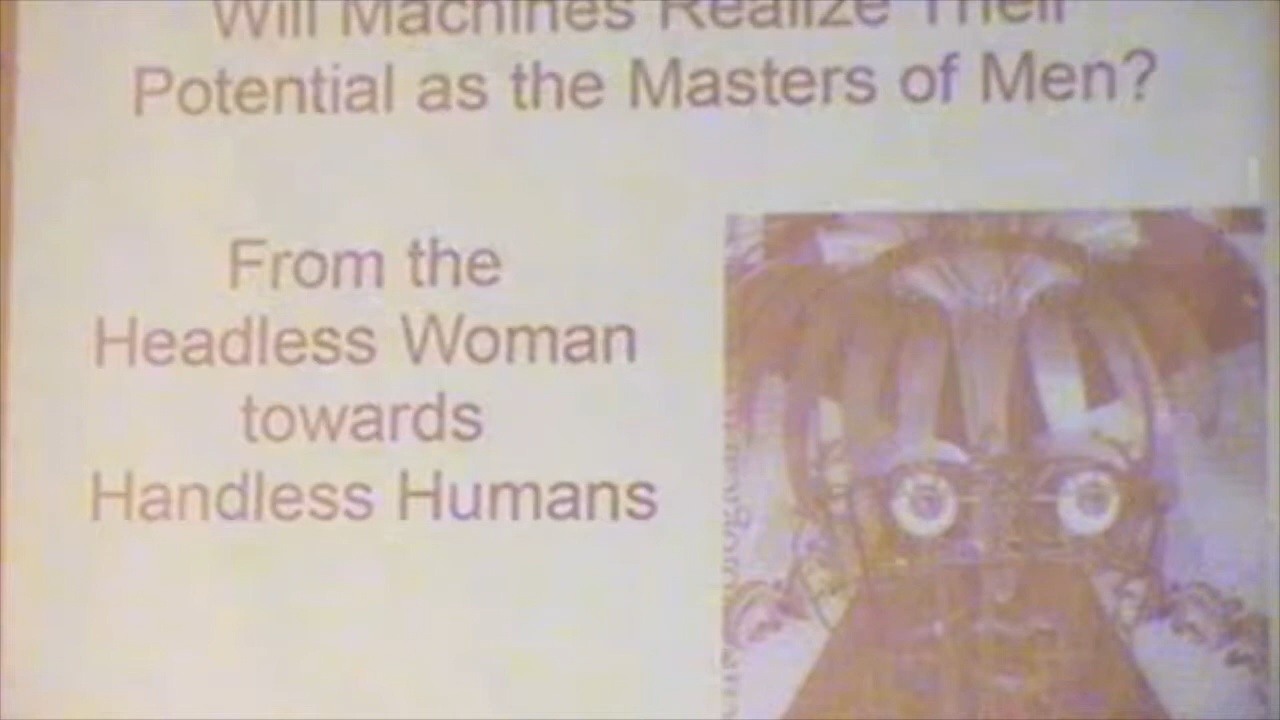 Will Machines Realize Their
Potential as the Masters of Men?
From the
Headless Woman
towards
Handless Humans